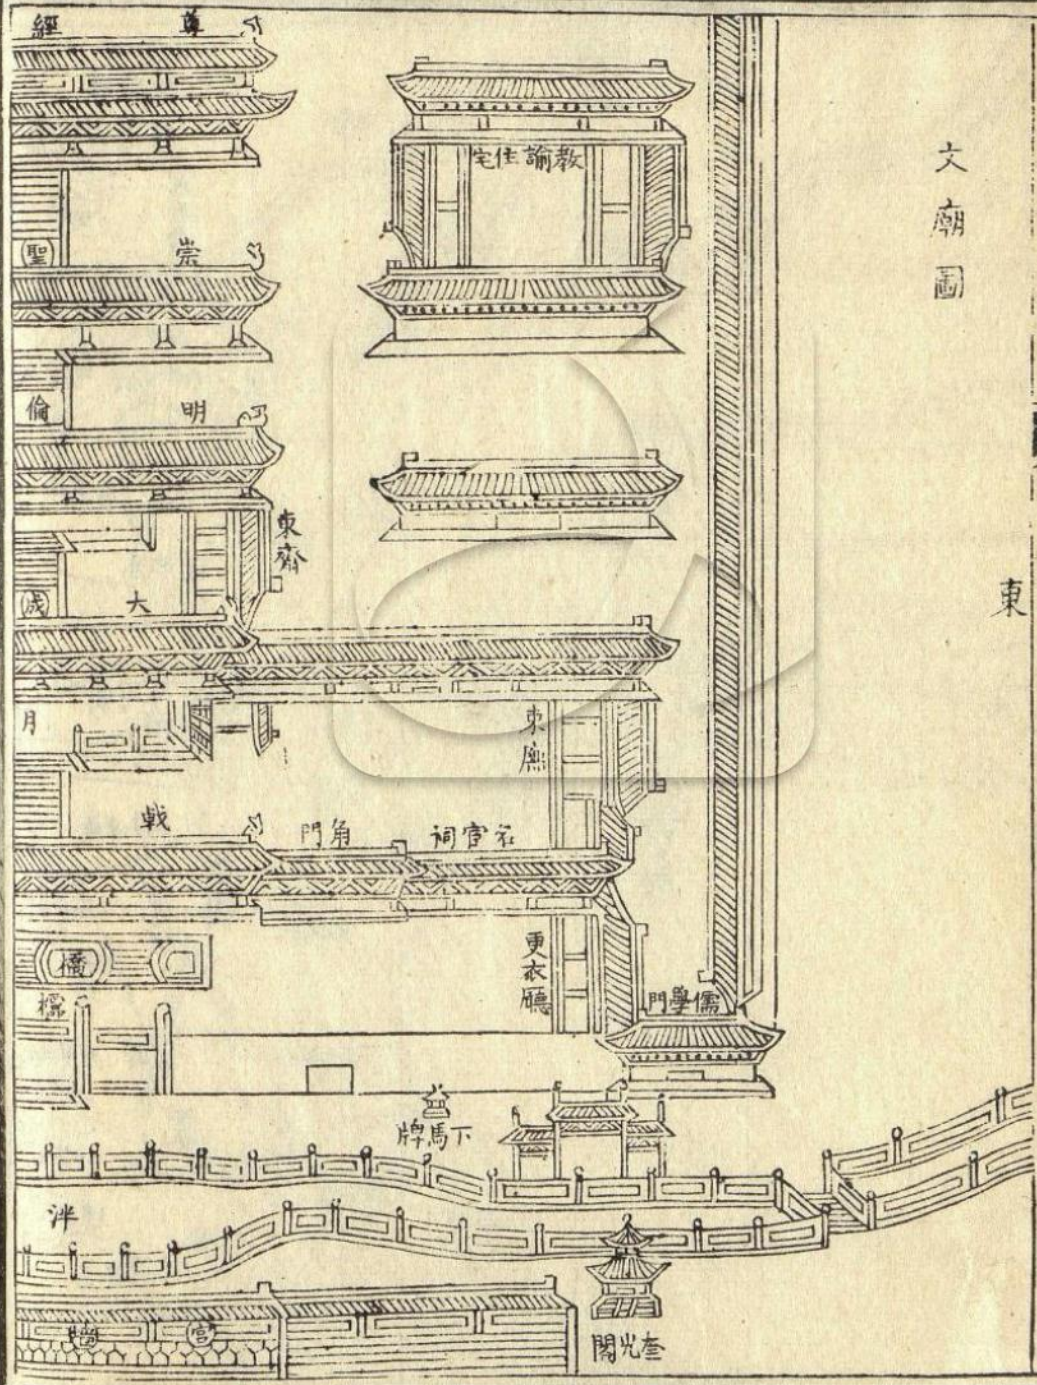 文廟圖
東
尊經
教諭住宅
崇聖
明倫
東齋
大成
東廡
月
戟
角門
名宦祠
橋
更衣廳
儒學門
櫺
下馬牌
泮
宮牆
奎光閣